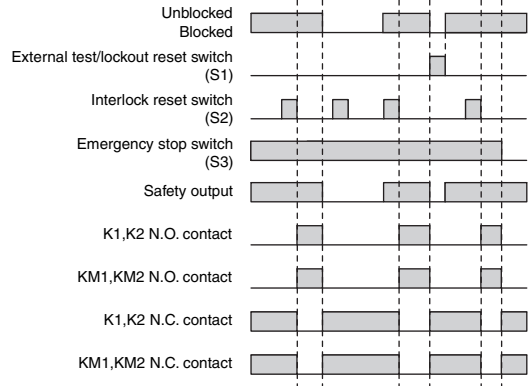 Unblocked
Blocked
External test/lockout reset switch
(S1)
Interlock reset switch
(S2)
Emergency stop switch
(S3)
Safety output
K1,K2 N.O. contact
KM1,KM2 N.O. contact
K1,K2 N.C. contact
KM1,KM2 N.C. contact